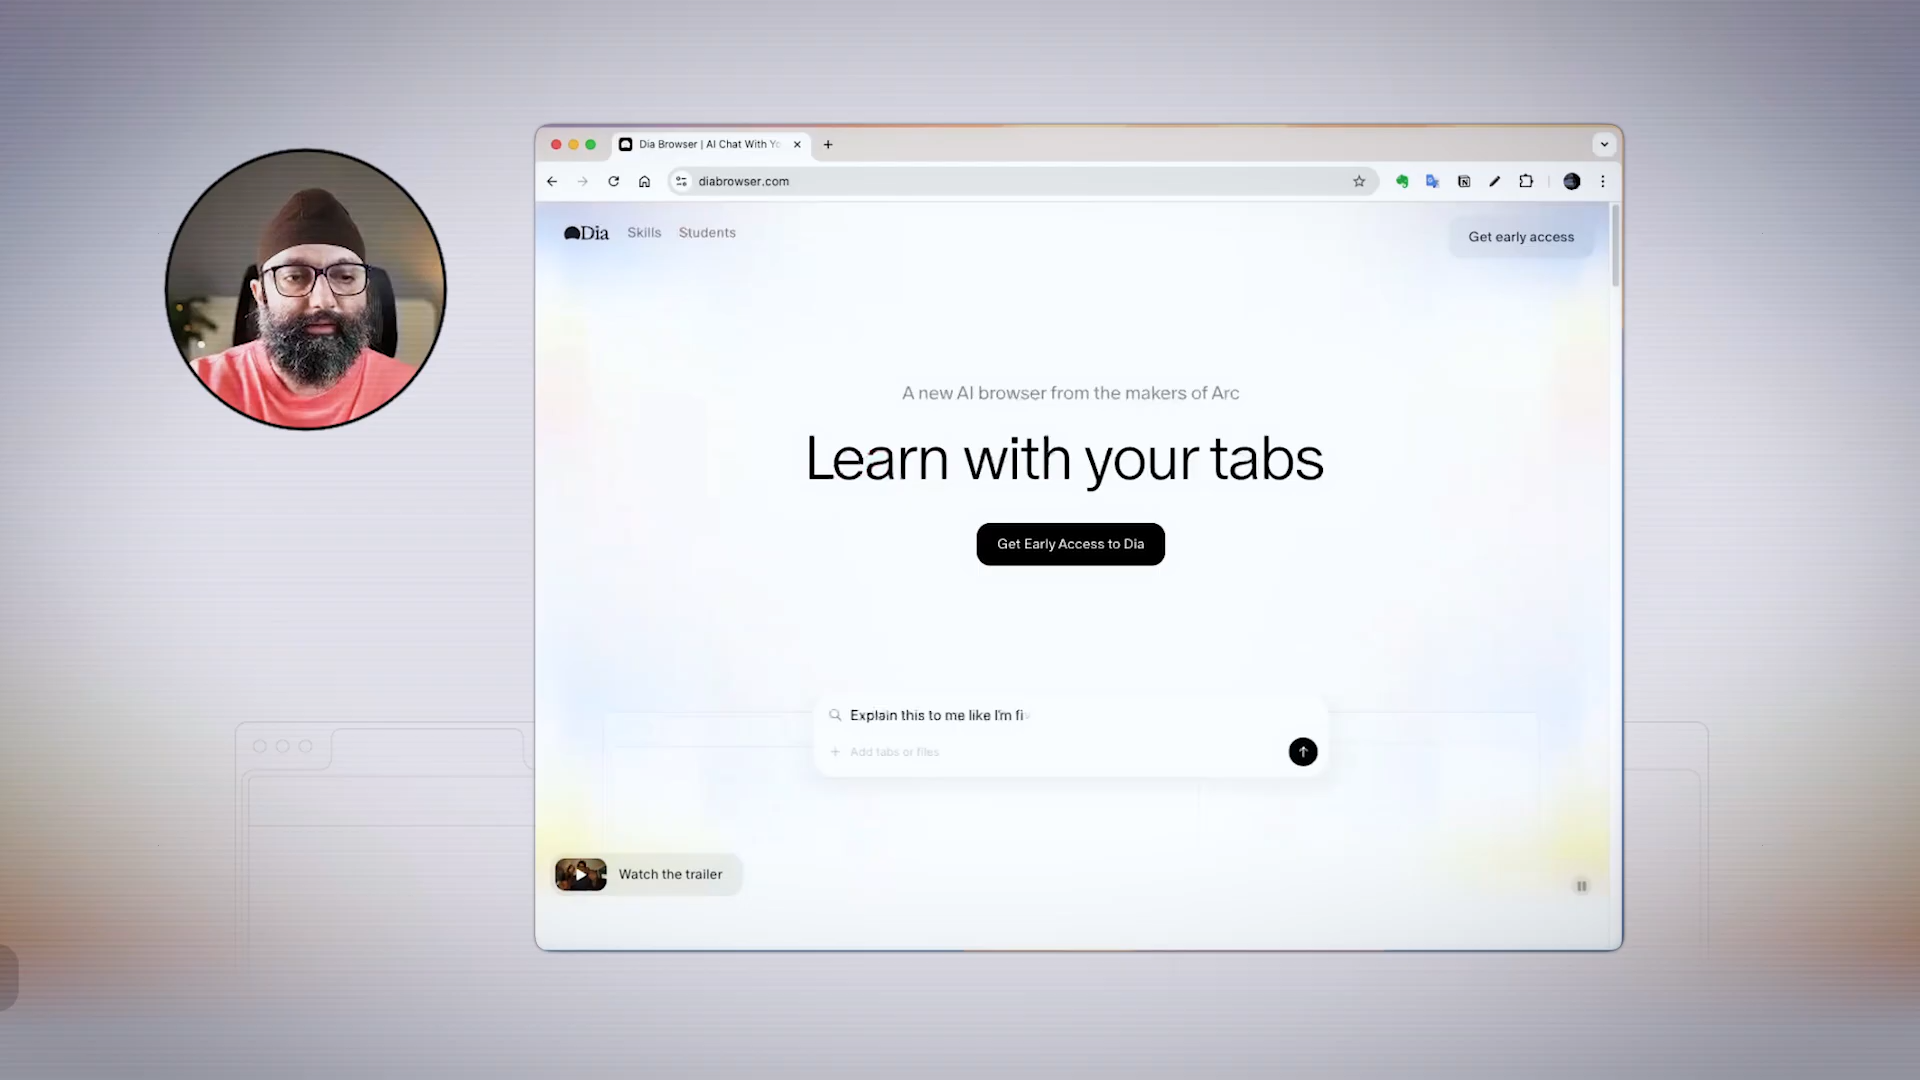 Dia Browser | AI Chat With Yo
diabrowser.com
Dia
Skills
Students
Get early access
A new AI browser from the makers of Arc
Learn with your tabs
Get Early Access to Dia
Explain this to me like I'm fiv
Add tabs or files
Watch the trailer